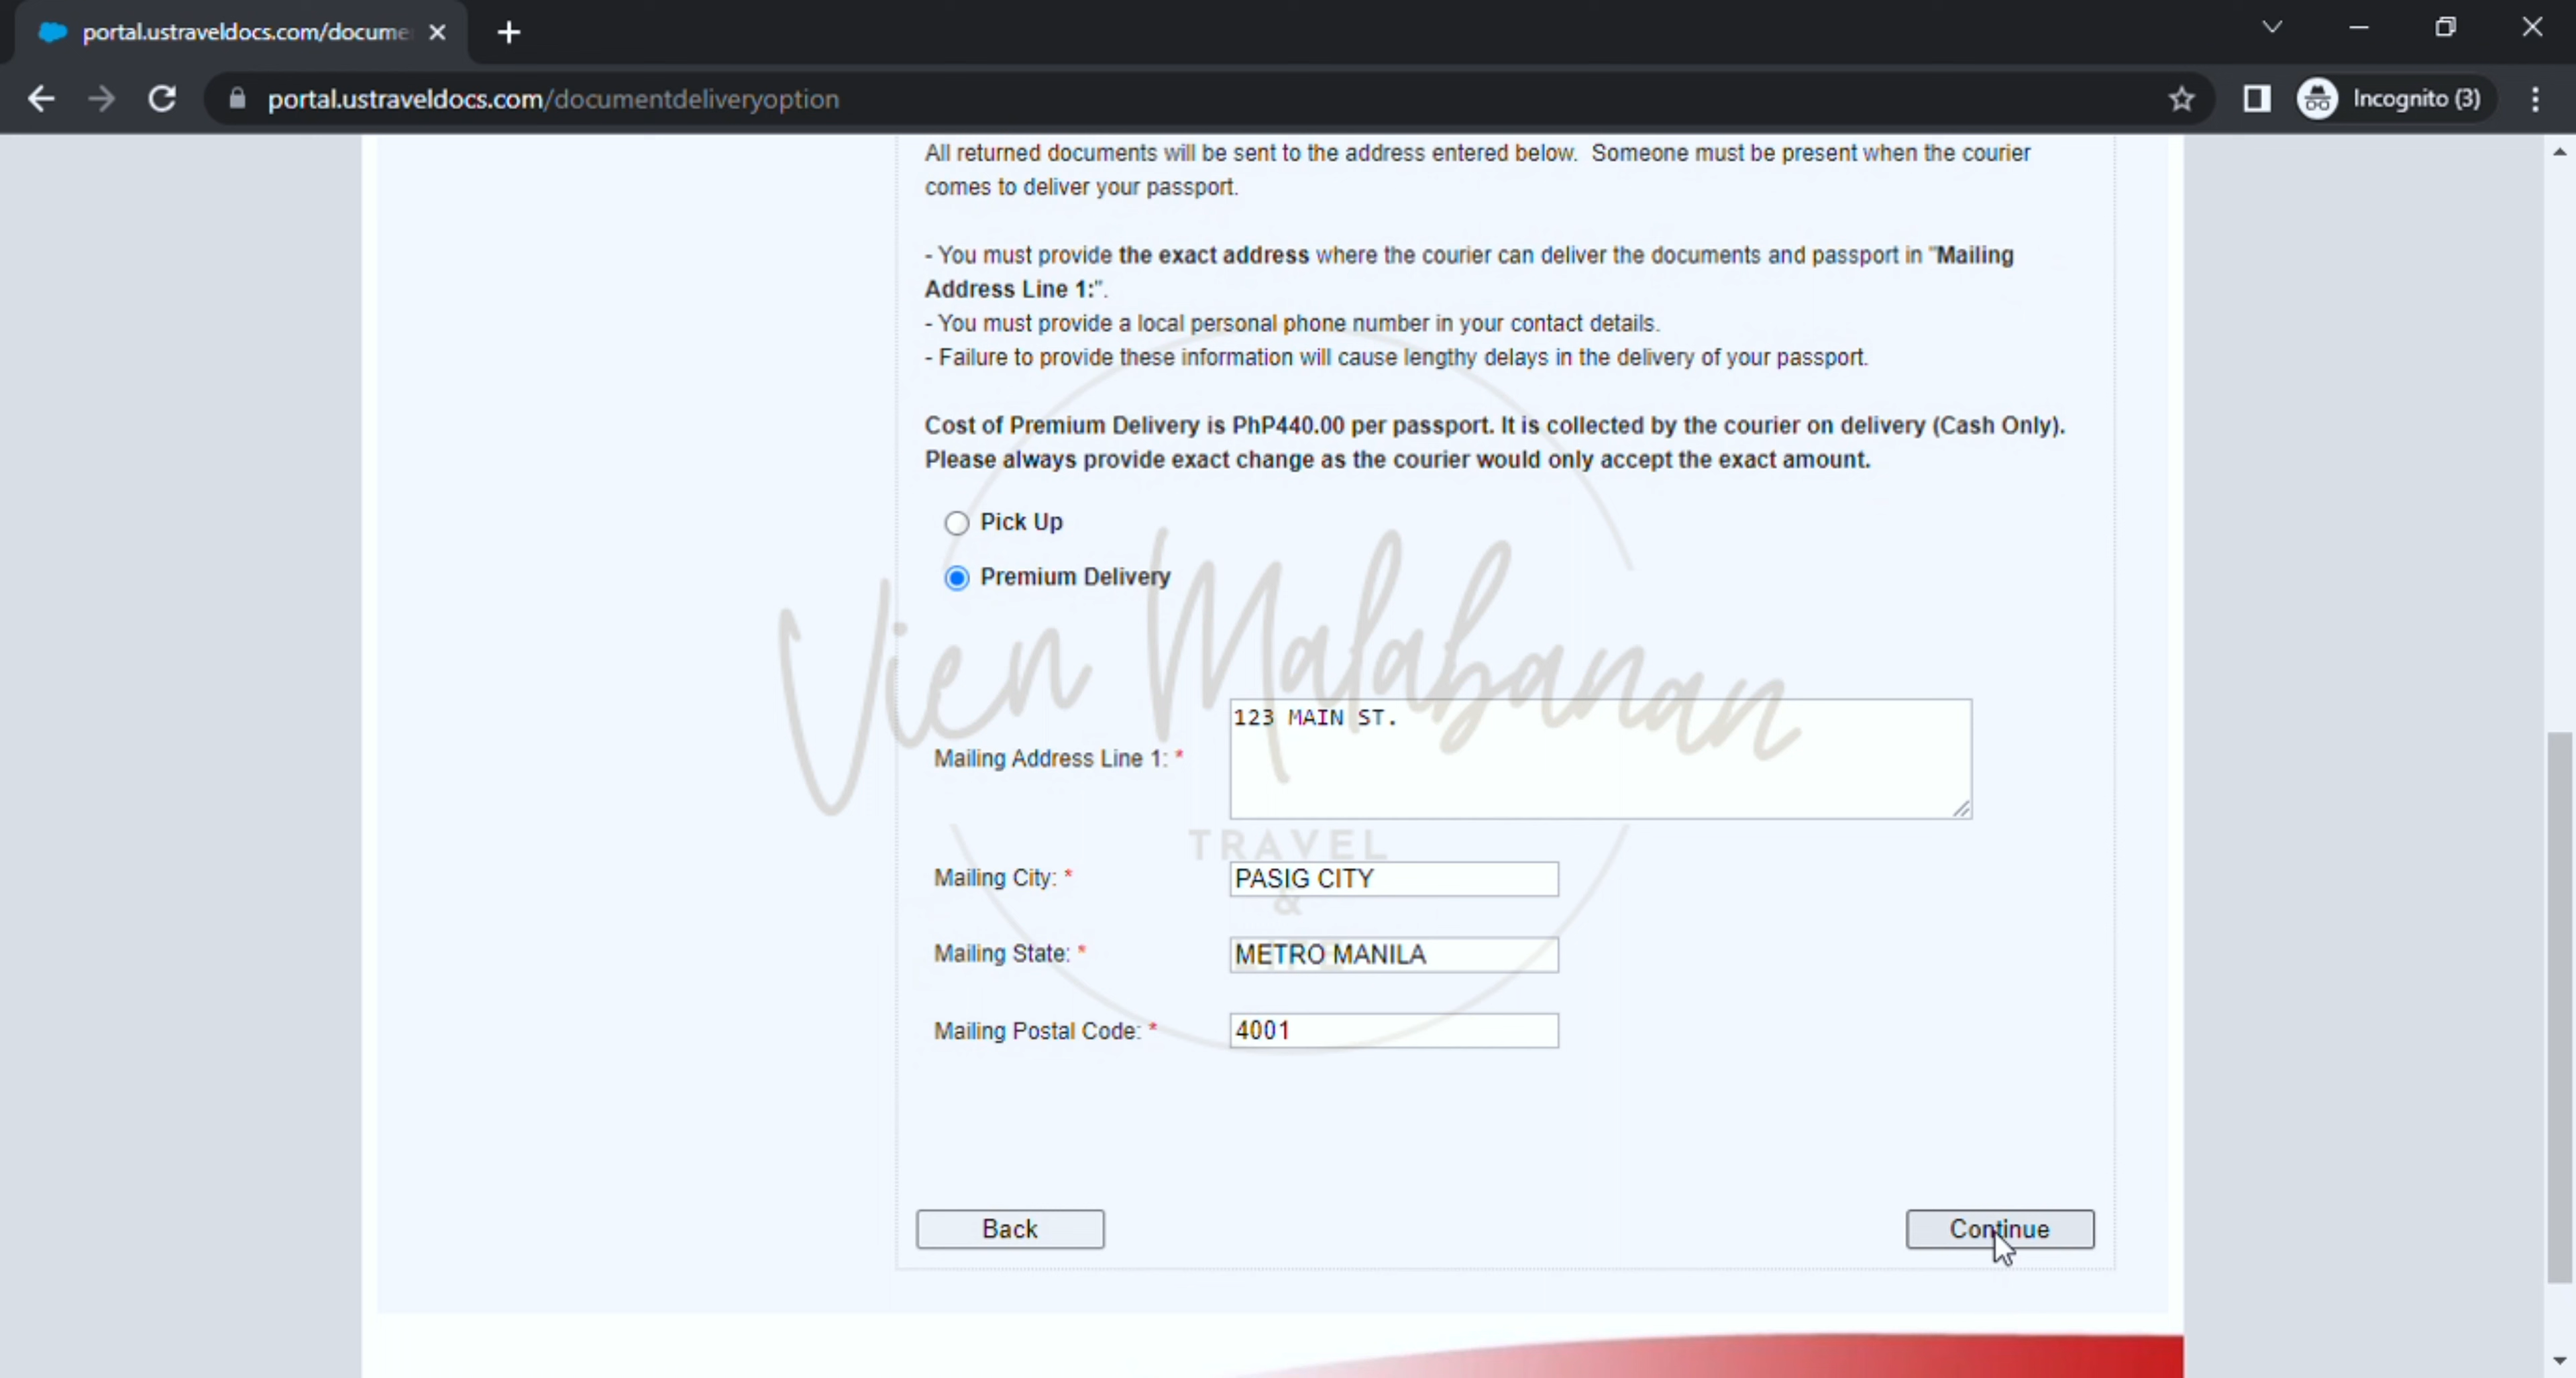 portal.ustraveldocs.com/docume
portal.ustraveldocs.com/documentdeliveryoption
Incognito (3)
All returned documents will be sent to the address entered below. Someone must be present when the courier
comes to deliver your passport.
- You must provide the exact address where the courier can deliver the documents and passport in "Mailing
Address Line 1:".
- You must provide a local personal phone number in your contact details.
- Failure to provide these information will cause lengthy delays in the delivery of your passport.
Cost of Premium Delivery is PhP440.00 per passport. It is collected by the courier on delivery (Cash Only).
Please always provide exact change as the courier would only accept the exact amount.
Pick Up
Premium Delivery
Vien Malabanan
123 MAIN ST.
Mailing Address Line 1: *
TRAVEL
Mailing City: * PASIG CITY
&
Mailing State: * METRO MANILA
Mailing Postal Code: * 4001
Back Continue